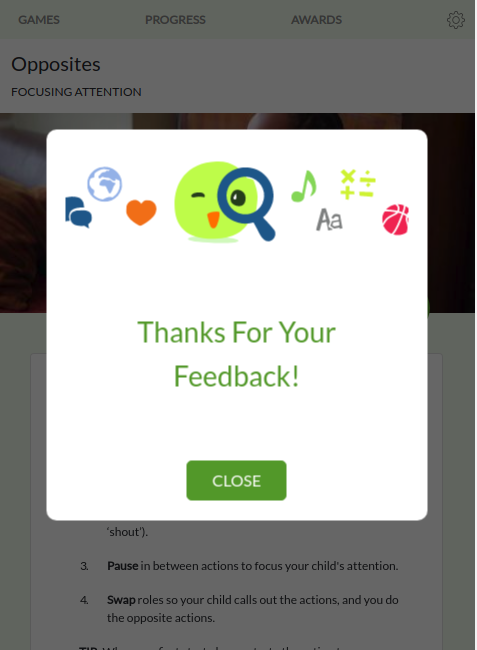 GAMES PROGRESS AWARDS
Opposites
FOCUSING ATTENTION
Aa
Thanks For Your
Feedback!
CLOSE
'shout').
3. Pause in between actions to focus your child's attention.
4. Swap roles so your child calls out the actions, and you do
the opposite actions.